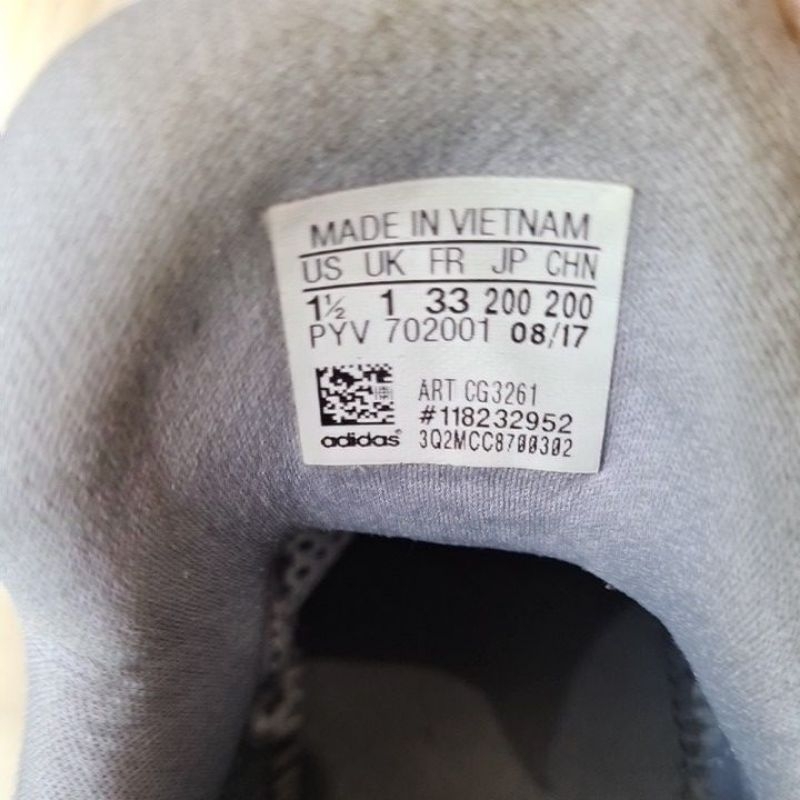 MADE IN VIETNAM
US UK FR JP CHN
1½ 1 33 200 200
PYV 702001 08/17
ART CG3261
#118232952
adidas® 3Q2MCC8700302